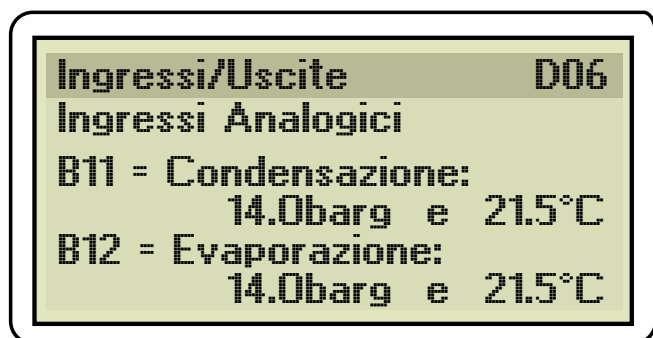 Ingressi/Uscite D06
Ingressi Analogici
B11 = Condensazione:
14.0barg e 21.5°C
B12 = Evaporazione:
14.0barg e 21.5°C